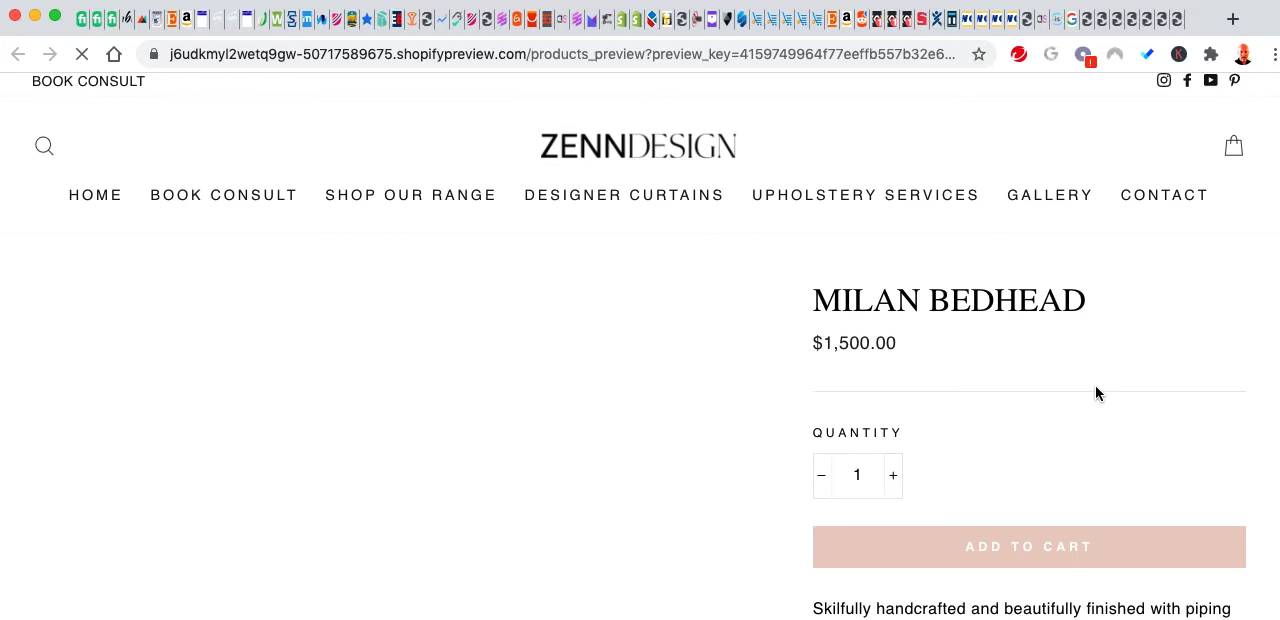 j6udkmyl2wetq9gw-50717589675.shopifypreview.com/products_preview?preview_key=4159749964f77eeffb557b32e6...
BOOK CONSULT
ZENNDESIGN
HOME BOOK CONSULT SHOP OUR RANGE DESIGNER CURTAINS UPHOLSTERY SERVICES GALLERY CONTACT
MILAN BEDHEAD
$1,500.00
QUANTITY
− 1 +
ADD TO CART
Skilfully handcrafted and beautifully finished with piping